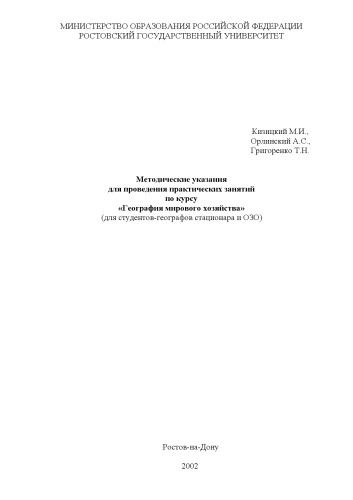 МИНИСТЕРСТВО ОБРАЗОВАНИЯ РОССИЙСКОЙ ФЕДЕРАЦИИ
РОСТОВСКИЙ ГОСУДАРСТВЕННЫЙ УНИВЕРСИТЕТ
Кизицкий М.И.,
Орлинский А.С.,
Григоренко Т.Н.
Методические указания
для проведения практических занятий
по курсу
«География мирового хозяйства»
(для студентов-географов стационара и ОЗО)
Ростов-на-Дону
2002